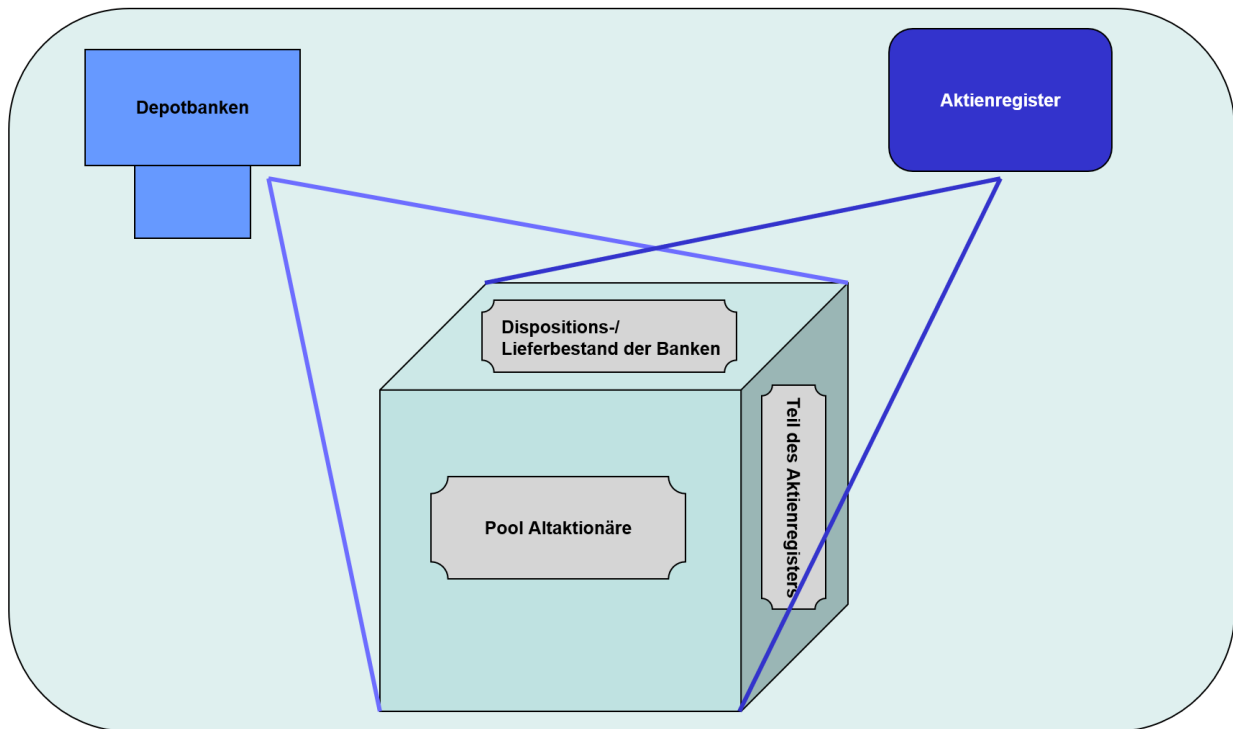 Depotbanken
Aktienregister
Dispositions-/
Lieferbestand der Banken
Teil des Aktienregisters
Pool Altaktionäre